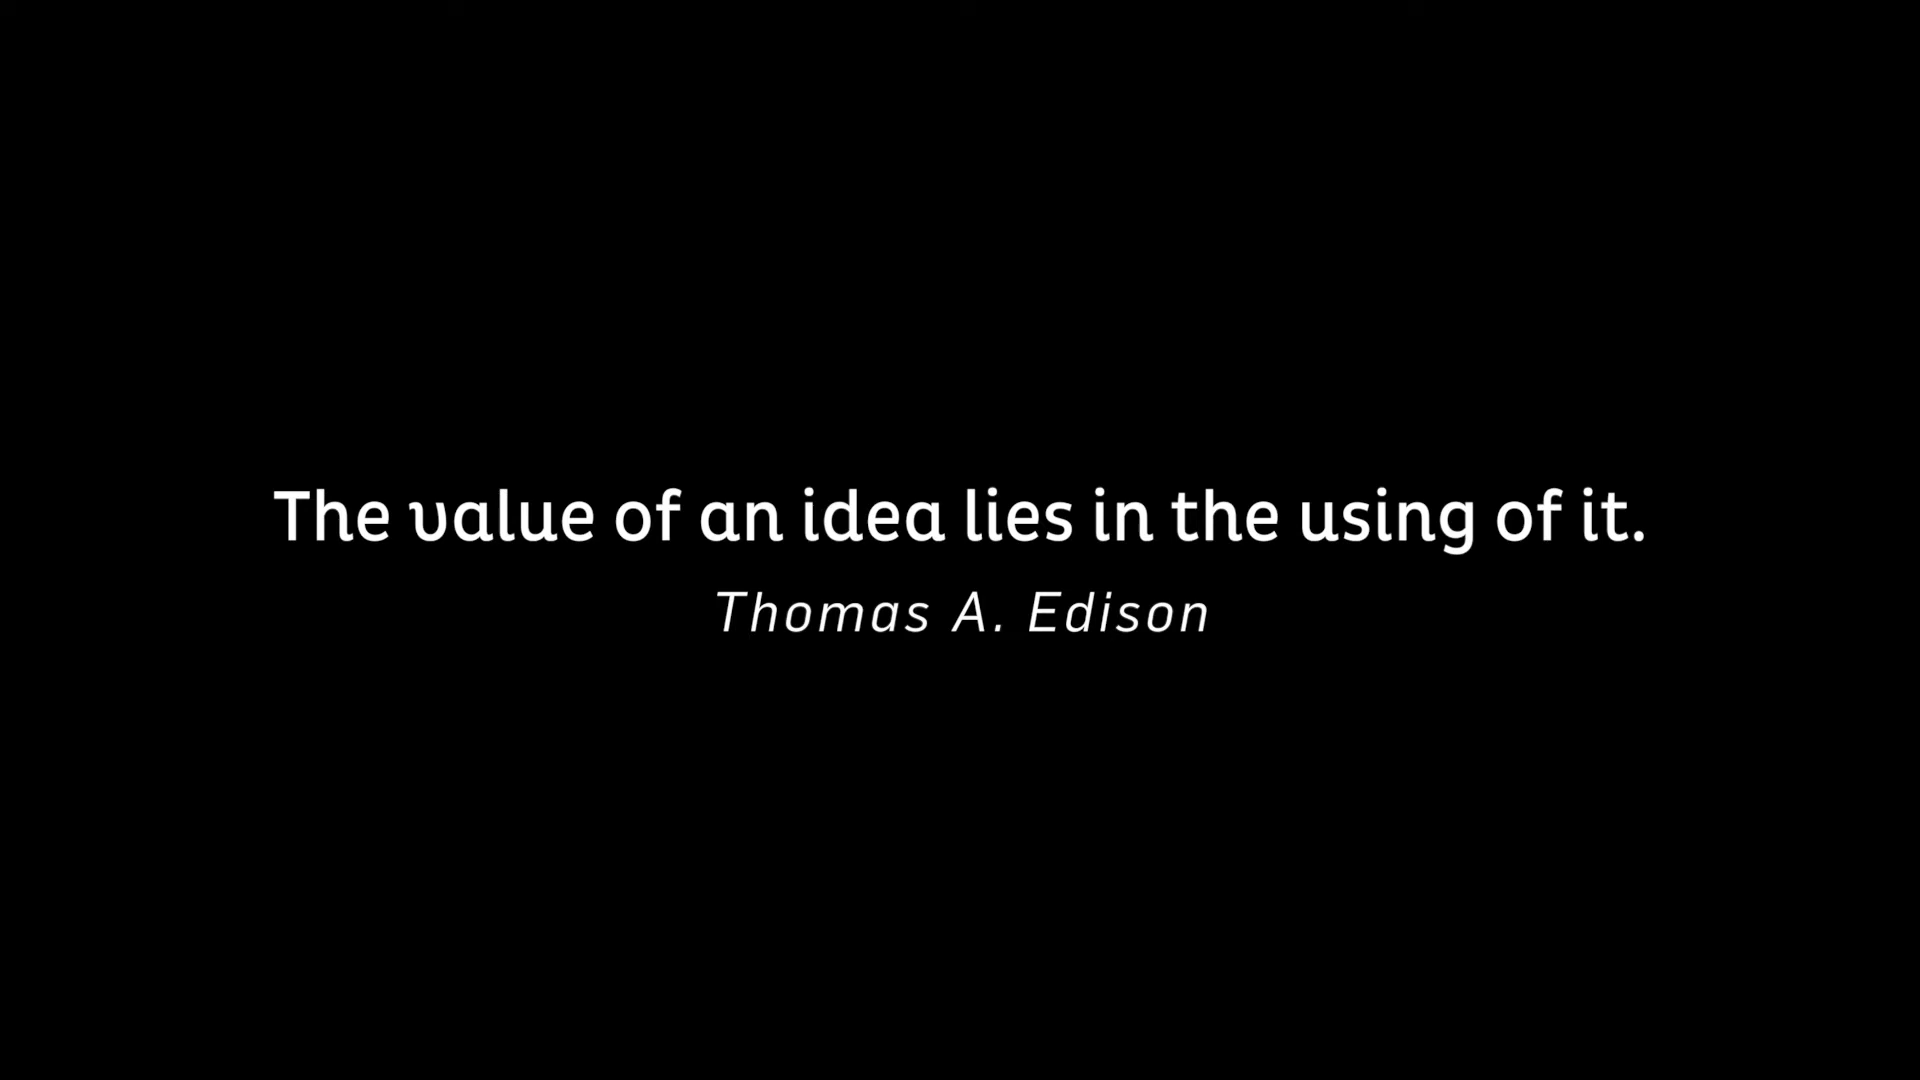 The value of an idea lies in the using of it.
Thomas A. Edison